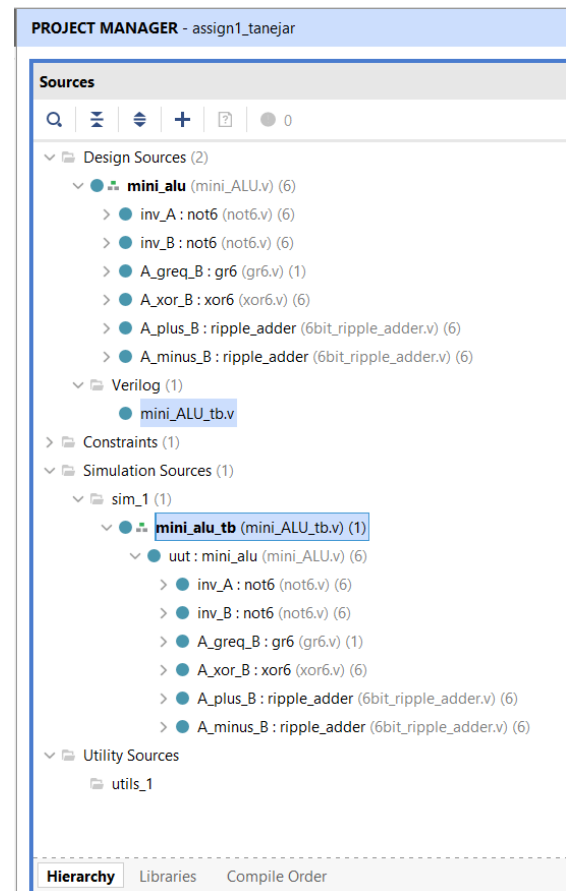 PROJECT MANAGER - assign1_tanejar
Sources
0
Design Sources (2)
mini_alu (mini_ALU.v) (6)
inv_A : not6 (not6.v) (6)
inv_B : not6 (not6.v) (6)
A_greq_B : gr6 (gr6.v) (1)
A_xor_B : xor6 (xor6.v) (6)
A_plus_B : ripple_adder (6bit_ripple_adder.v) (6)
A_minus_B : ripple_adder (6bit_ripple_adder.v) (6)
Verilog (1)
mini_ALU_tb.v
Constraints (1)
Simulation Sources (1)
sim_1 (1)
mini_alu_tb (mini_ALU_tb.v) (1)
uut : mini_alu (mini_ALU.v) (6)
inv_A : not6 (not6.v) (6)
inv_B : not6 (not6.v) (6)
A_greq_B : gr6 (gr6.v) (1)
A_xor_B : xor6 (xor6.v) (6)
A_plus_B : ripple_adder (6bit_ripple_adder.v) (6)
A_minus_B : ripple_adder (6bit_ripple_adder.v) (6)
Utility Sources
utils_1
Hierarchy Libraries Compile Order